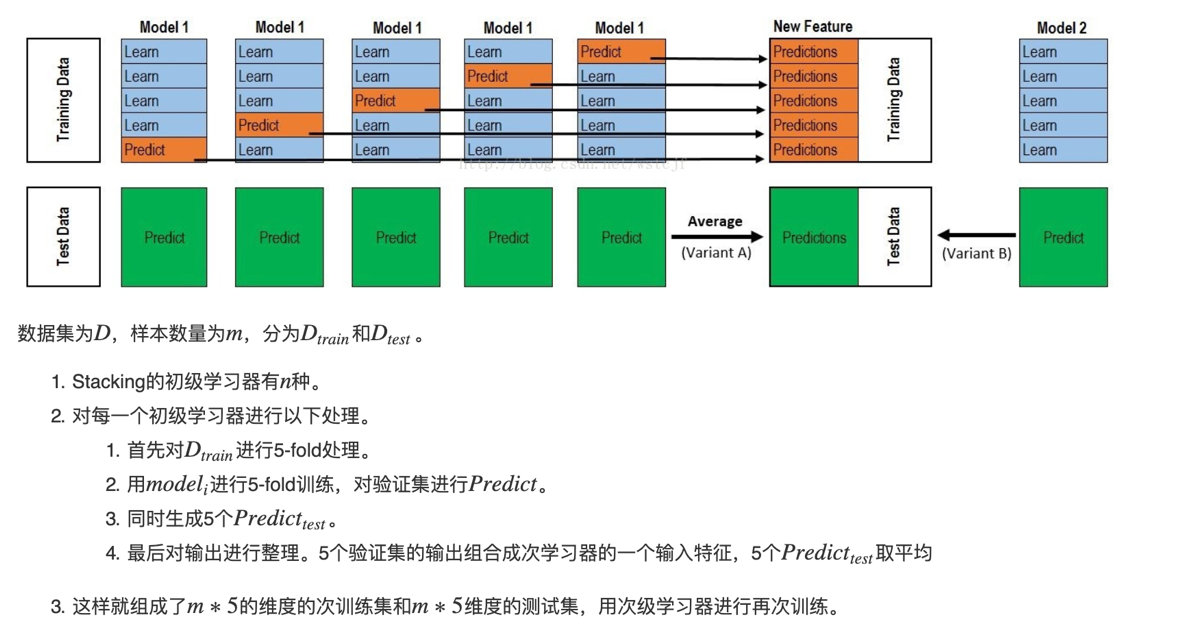 Model 1 Model 1 Model 1 Model 1 Model 1 New Feature Model 2
Training Data
Learn Learn Learn Learn Predict Predictions Learn
Learn Learn Learn Predict Learn Predictions Learn
Learn Learn Predict Learn Learn Predictions Learn
Learn Predict Learn Learn Learn Predictions Learn
Predict Learn Learn Learn Learn Predictions Learn
Training Data
Test Data
Predict Predict Predict Predict Predict
Average
(Variant A)
Predictions
Test Data
(Variant B)
Predict
数据集为D，样本数量为m，分为D_train和D_test。
1. Stacking的初级学习器有n种。
2. 对每一个初级学习器进行以下处理。
1. 首先对D_train进行5-fold处理。
2. 用model_i进行5-fold训练，对验证集进行Predict。
3. 同时生成5个Predict_test。
4. 最后对输出进行整理。5个验证集的输出组合成次学习器的一个输入特征，5个Predict_test取平均
3. 这样就组成了m * 5的维度的次训练集和m * 5维度的测试集，用次级学习器进行再次训练。